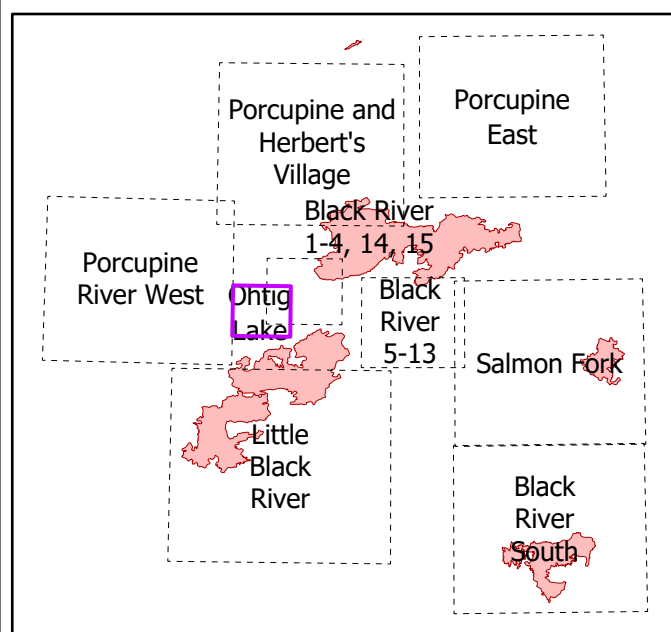 Porcupine and
Herbert's
Village
Porcupine
East
Black River
1-4, 14, 15
Porcupine
River West
Ohtig
Lake
Black
River
5-13
Salmon Fork
Little
Black
River
Black
River
South